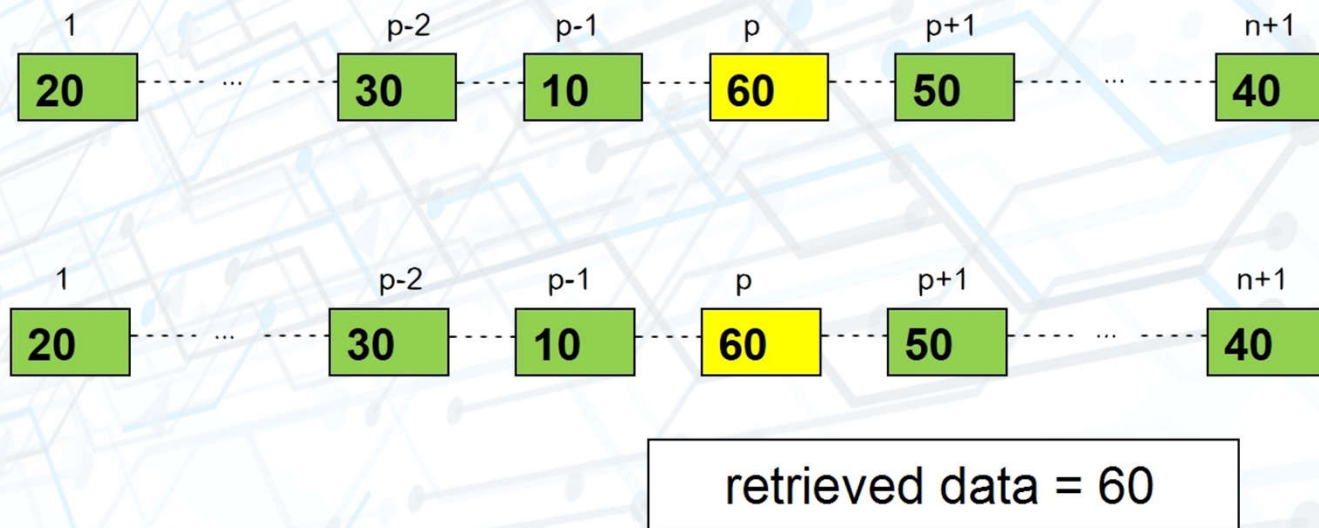 1 p-2 p-1 p p+1 n+1
20 ... 30 10 60 50 ... 40
1 p-2 p-1 p p+1 n+1
20 ... 30 10 60 50 ... 40
retrieved data = 60